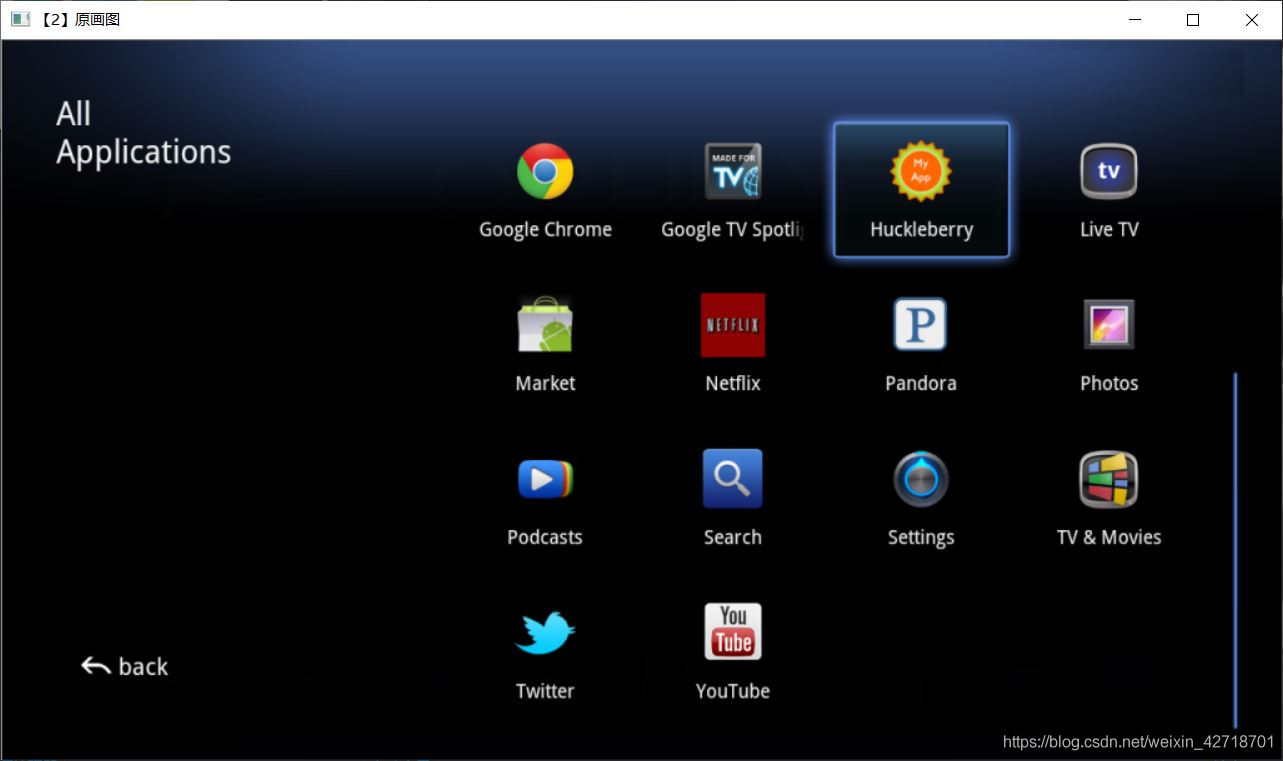 【2】原画图
All
Applications
MADE FOR
TV
My
App
tv
Google Chrome
Google TV Spotli
Huckleberry
Live TV
NETFLIX
P
Market
Netflix
Pandora
Photos
Podcasts
Search
Settings
TV & Movies
You
Tube
back
Twitter
YouTube
https://blog.csdn.net/weixin_42718701